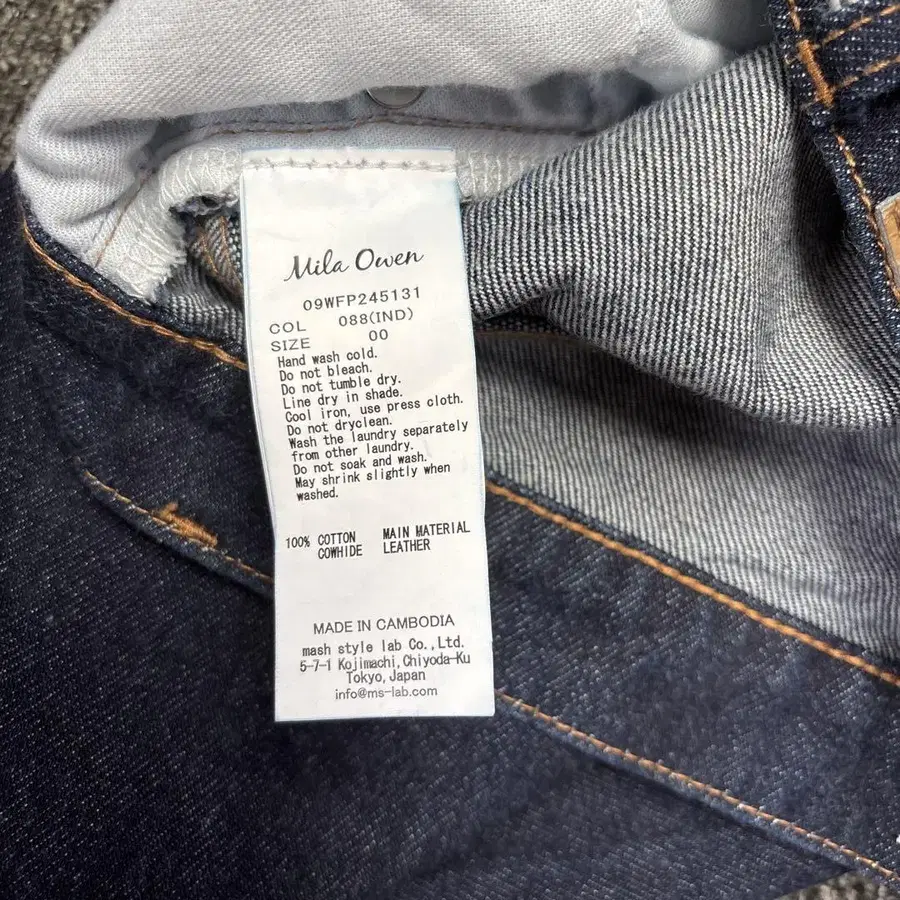 Mila Owen
09WFP245131
COL 088(IND)
SIZE 00
Hand wash cold.
Do not bleach.
Do not tumble dry.
Line dry in shade.
Cool iron, use press cloth.
Do not dryclean.
Wash the laundry separately
from other laundry.
Do not soak and wash.
May shrink slightly when
washed.
100% COTTON MAIN MATERIAL
COWHIDE LEATHER
MADE IN CAMBODIA
mash style lab Co.,Ltd.
5-7-1 Kojimachi,Chiyoda-Ku
Tokyo,Japan
info@ms-lab.com